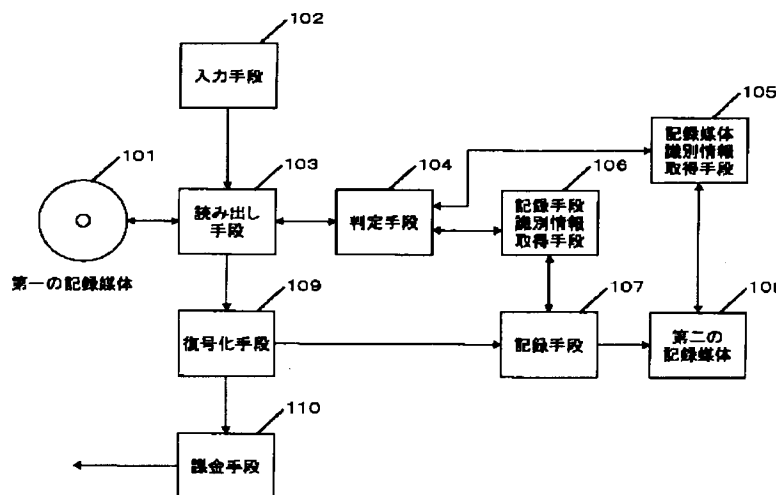 102
入力手段
105
記録媒体
識別情報
取得手段
101
103
104
106
読み出し
手段
判定手段
記録手段
識別情報
取得手段
第一の記録媒体
109
107
10
復号化手段
記録手段
第二の
記録媒体
110
課金手段